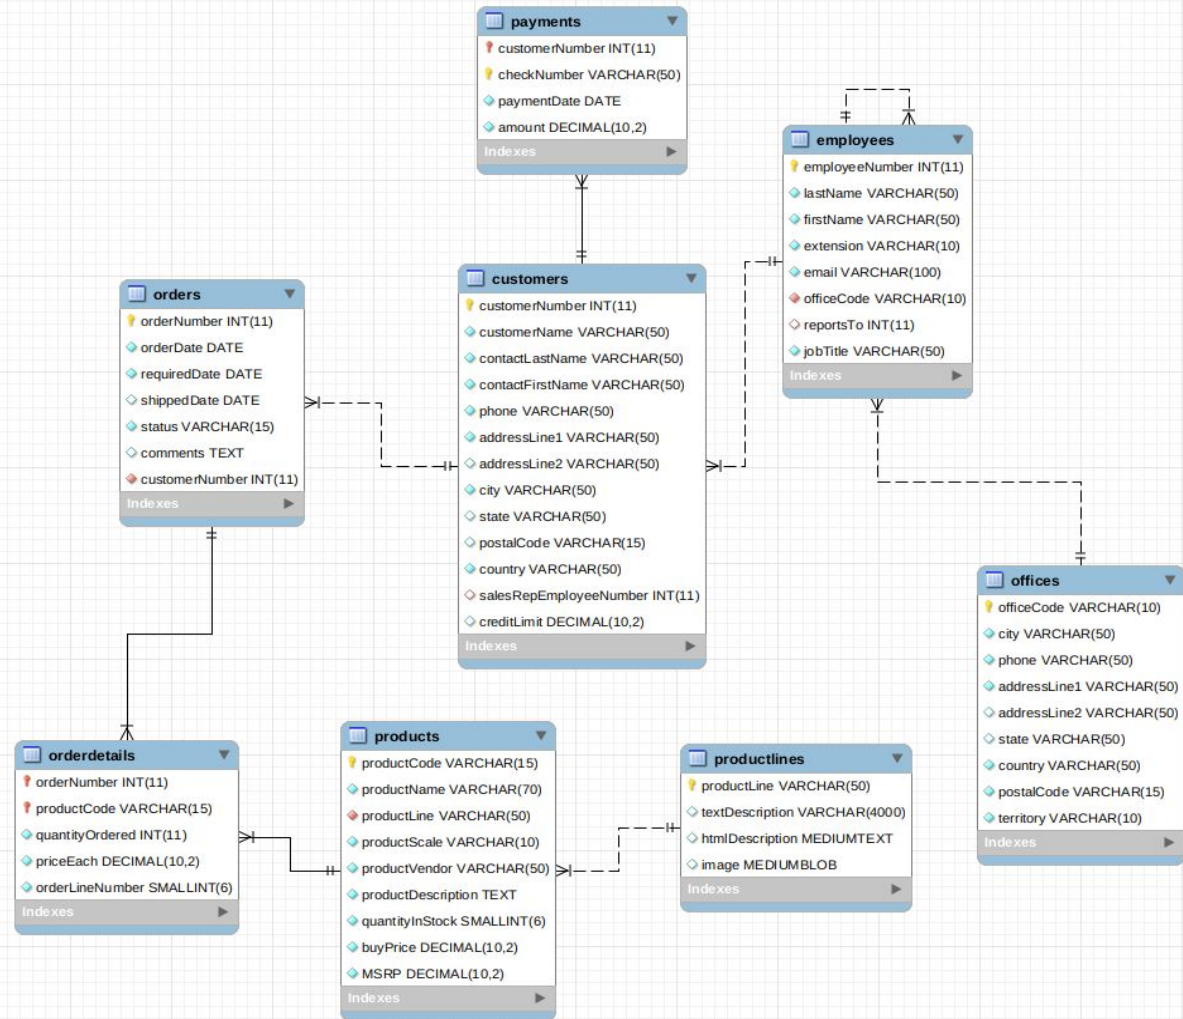 payments
customerNumber INT(11)
checkNumber VARCHAR(50)
paymentDate DATE
amount DECIMAL(10,2)
Indexes
employees
employeeNumber INT(11)
lastName VARCHAR(50)
firstName VARCHAR(50)
extension VARCHAR(10)
email VARCHAR(100)
officeCode VARCHAR(10)
reportsTo INT(11)
jobTitle VARCHAR(50)
Indexes
customers
customerNumber INT(11)
customerName VARCHAR(50)
contactLastName VARCHAR(50)
contactFirstName VARCHAR(50)
phone VARCHAR(50)
addressLine1 VARCHAR(50)
addressLine2 VARCHAR(50)
city VARCHAR(50)
state VARCHAR(50)
postalCode VARCHAR(15)
country VARCHAR(50)
salesRepEmployeeNumber INT(11)
creditLimit DECIMAL(10,2)
Indexes
orders
orderNumber INT(11)
orderDate DATE
requiredDate DATE
shippedDate DATE
status VARCHAR(15)
comments TEXT
customerNumber INT(11)
Indexes
offices
officeCode VARCHAR(10)
city VARCHAR(50)
phone VARCHAR(50)
addressLine1 VARCHAR(50)
addressLine2 VARCHAR(50)
state VARCHAR(50)
country VARCHAR(50)
postalCode VARCHAR(15)
territory VARCHAR(10)
Indexes
orderdetails
orderNumber INT(11)
productCode VARCHAR(15)
quantityOrdered INT(11)
priceEach DECIMAL(10,2)
orderLineNumber SMALLINT(6)
Indexes
products
productCode VARCHAR(15)
productName VARCHAR(70)
productLine VARCHAR(50)
productScale VARCHAR(10)
productVendor VARCHAR(50)
productDescription TEXT
quantityInStock SMALLINT(6)
buyPrice DECIMAL(10,2)
MSRP DECIMAL(10,2)
Indexes
productlines
productLine VARCHAR(50)
textDescription VARCHAR(4000)
htmlDescription MEDIUMTEXT
image MEDIUMBLOB
Indexes